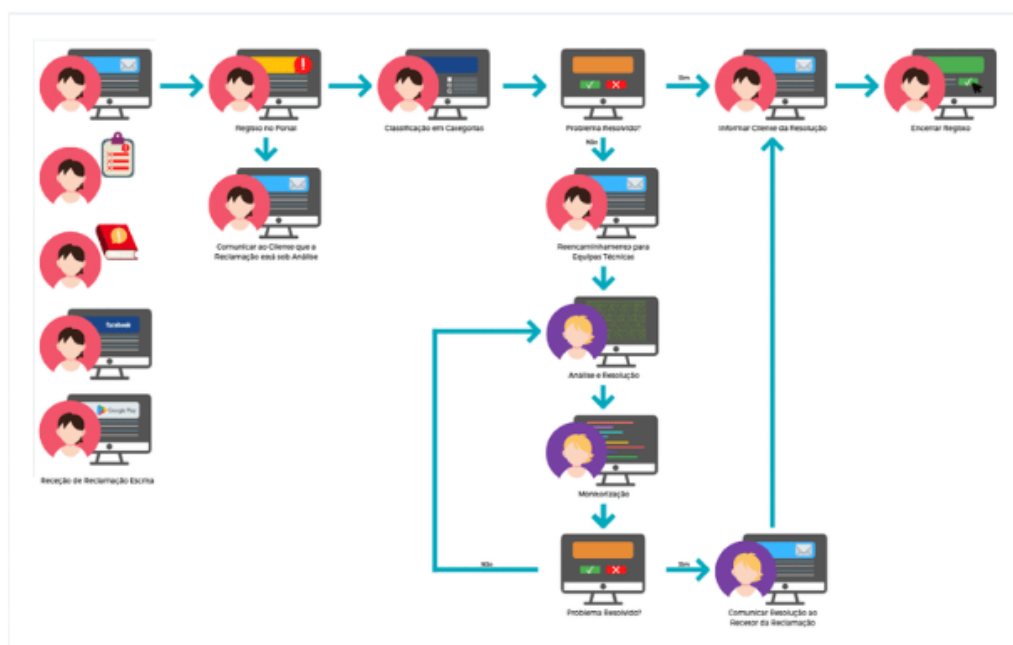 Registo no Portal
Classificação em Categorias
Problema Resolvido?
Sim
Informar Cliente da Resolução
Encerrar Registo
Não
Comunicar ao Cliente que a
Reclamação está sob Análise
Reencaminhamento para
Equipas Técnicas
facebook
Análise e Resolução
Google Play
Receção de Reclamação Escrita
Monitorização
Não
Sim
Problema Resolvido?
Comunicar Resolução ao
Recetor da Reclamação